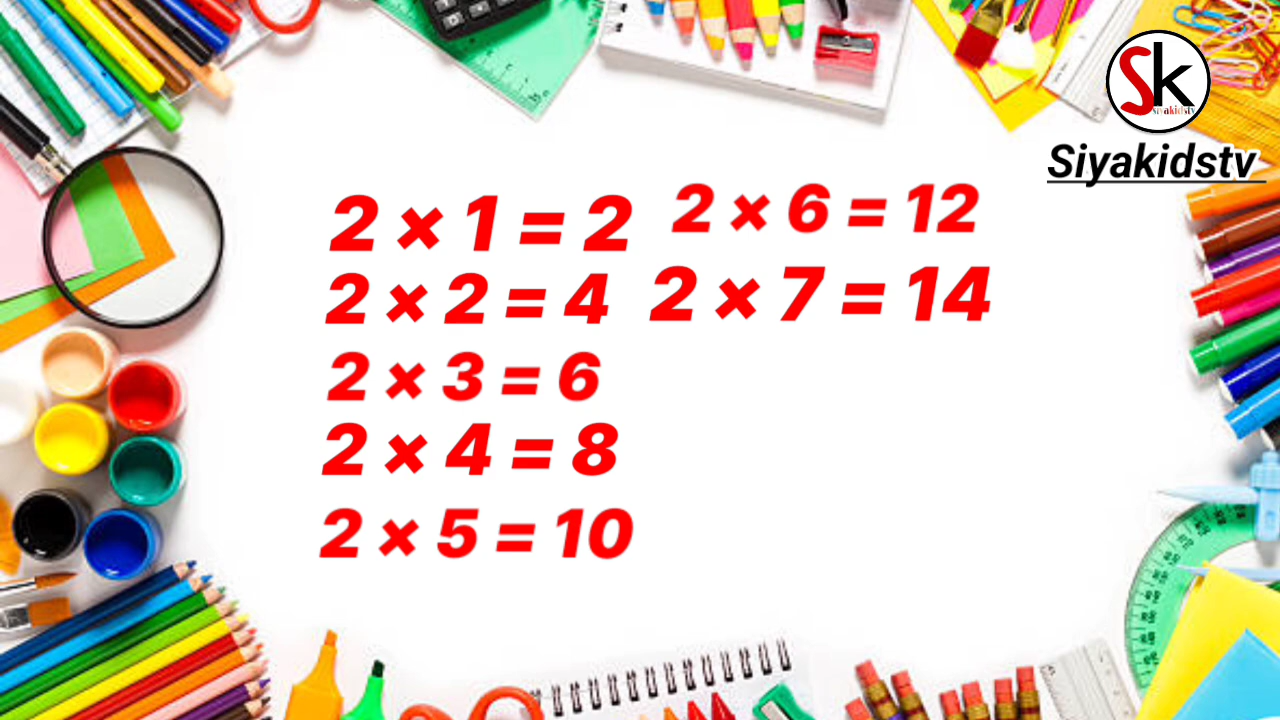 Sk
siyakidstv
Siyakidstv
2 × 1 = 2
2 × 2 = 4
2 × 3 = 6
2 × 4 = 8
2 × 5 = 10
2 × 6 = 12
2 × 7 = 14